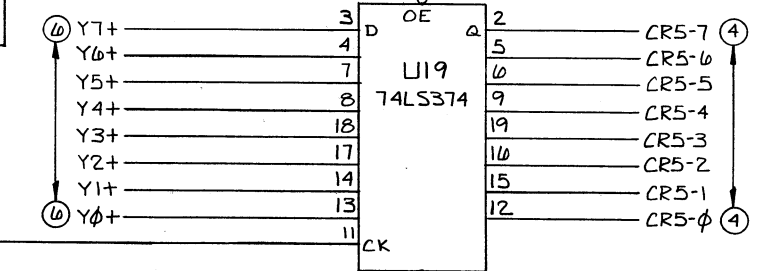 OE
6 Y7+ 3 D Q 2 CR5-7 4
Y6+ 4 5 CR5-6
Y5+ 7 U19 6 CR5-5
Y4+ 8 74LS374 9 CR5-4
Y3+ 18 19 CR5-3
Y2+ 17 16 CR5-2
Y1+ 14 15 CR5-1
6 YØ+ 13 12 CR5-Ø 4
11 CK